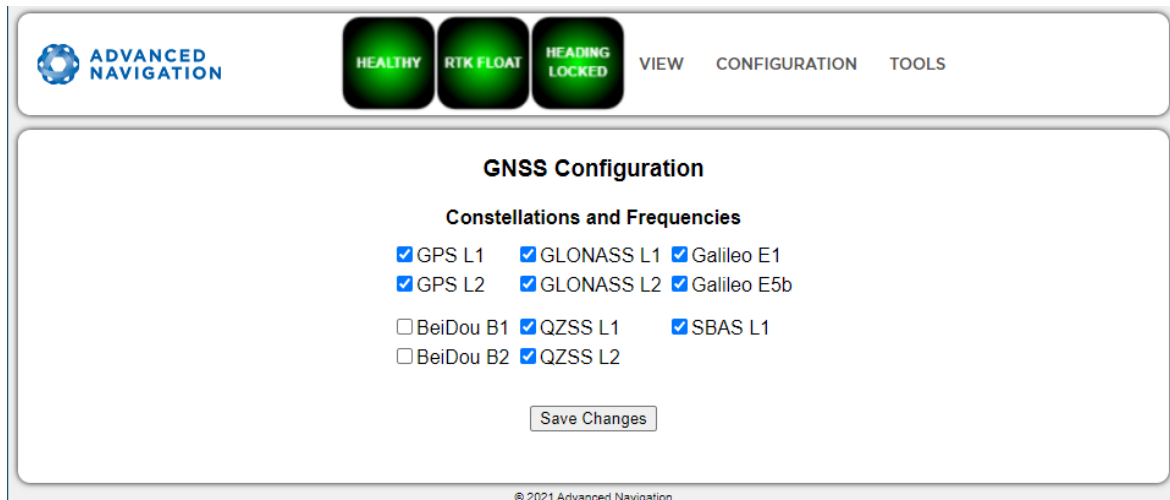 ADVANCED
NAVIGATION
HEALTHY
RTK FLOAT
HEADING
LOCKED
VIEW CONFIGURATION TOOLS
GNSS Configuration
Constellations and Frequencies
GPS L1 GLONASS L1 Galileo E1
GPS L2 GLONASS L2 Galileo E5b
BeiDou B1 QZSS L1 SBAS L1
BeiDou B2 QZSS L2
Save Changes
© 2021 Advanced Navigation